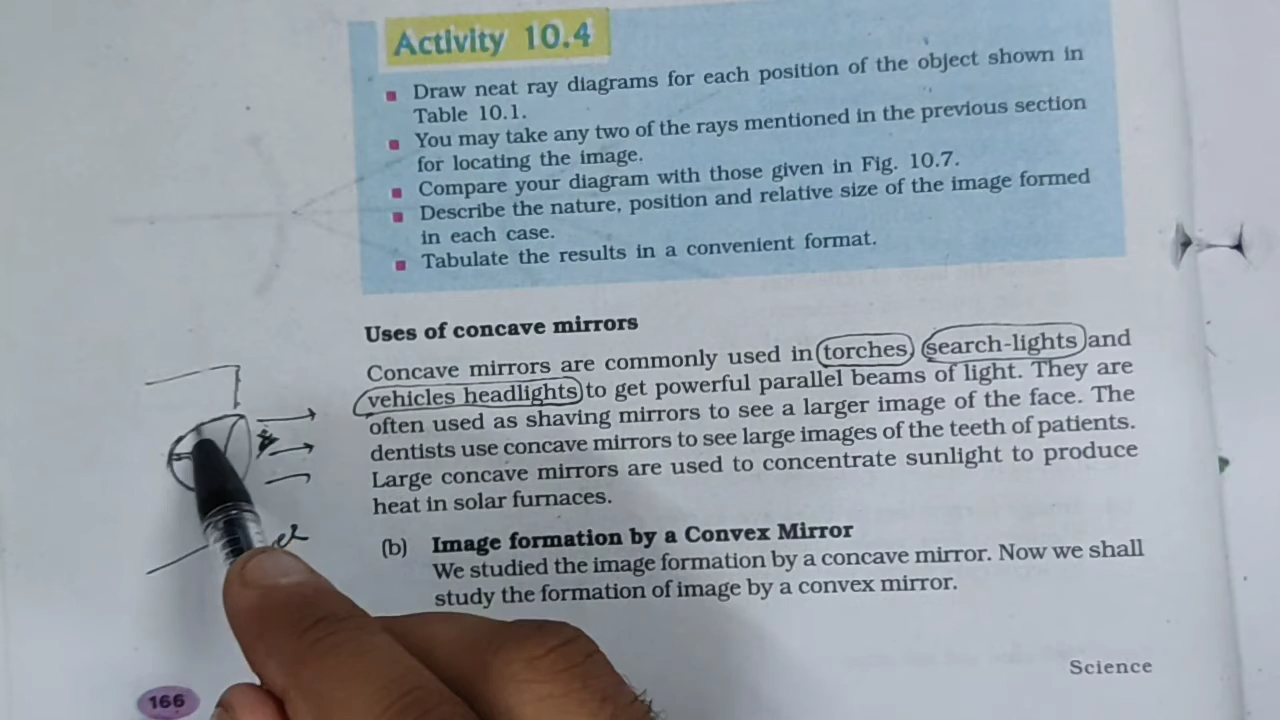 Activity 10.4
Draw neat ray diagrams for each position of the object shown in
Table 10.1.
You may take any two of the rays mentioned in the previous section
for locating the image.
Compare your diagram with those given in Fig. 10.7.
Describe the nature, position and relative size of the image formed
in each case.
Tabulate the results in a convenient format.
Uses of concave mirrors
Concave mirrors are commonly used in torches, search-lights and
vehicles headlights to get powerful parallel beams of light. They are
often used as shaving mirrors to see a larger image of the face. The
dentists use concave mirrors to see large images of the teeth of patients.
Large concave mirrors are used to concentrate sunlight to produce
heat in solar furnaces.
(b) Image formation by a Convex Mirror
We studied the image formation by a concave mirror. Now we shall
study the formation of image by a convex mirror.
Science
166